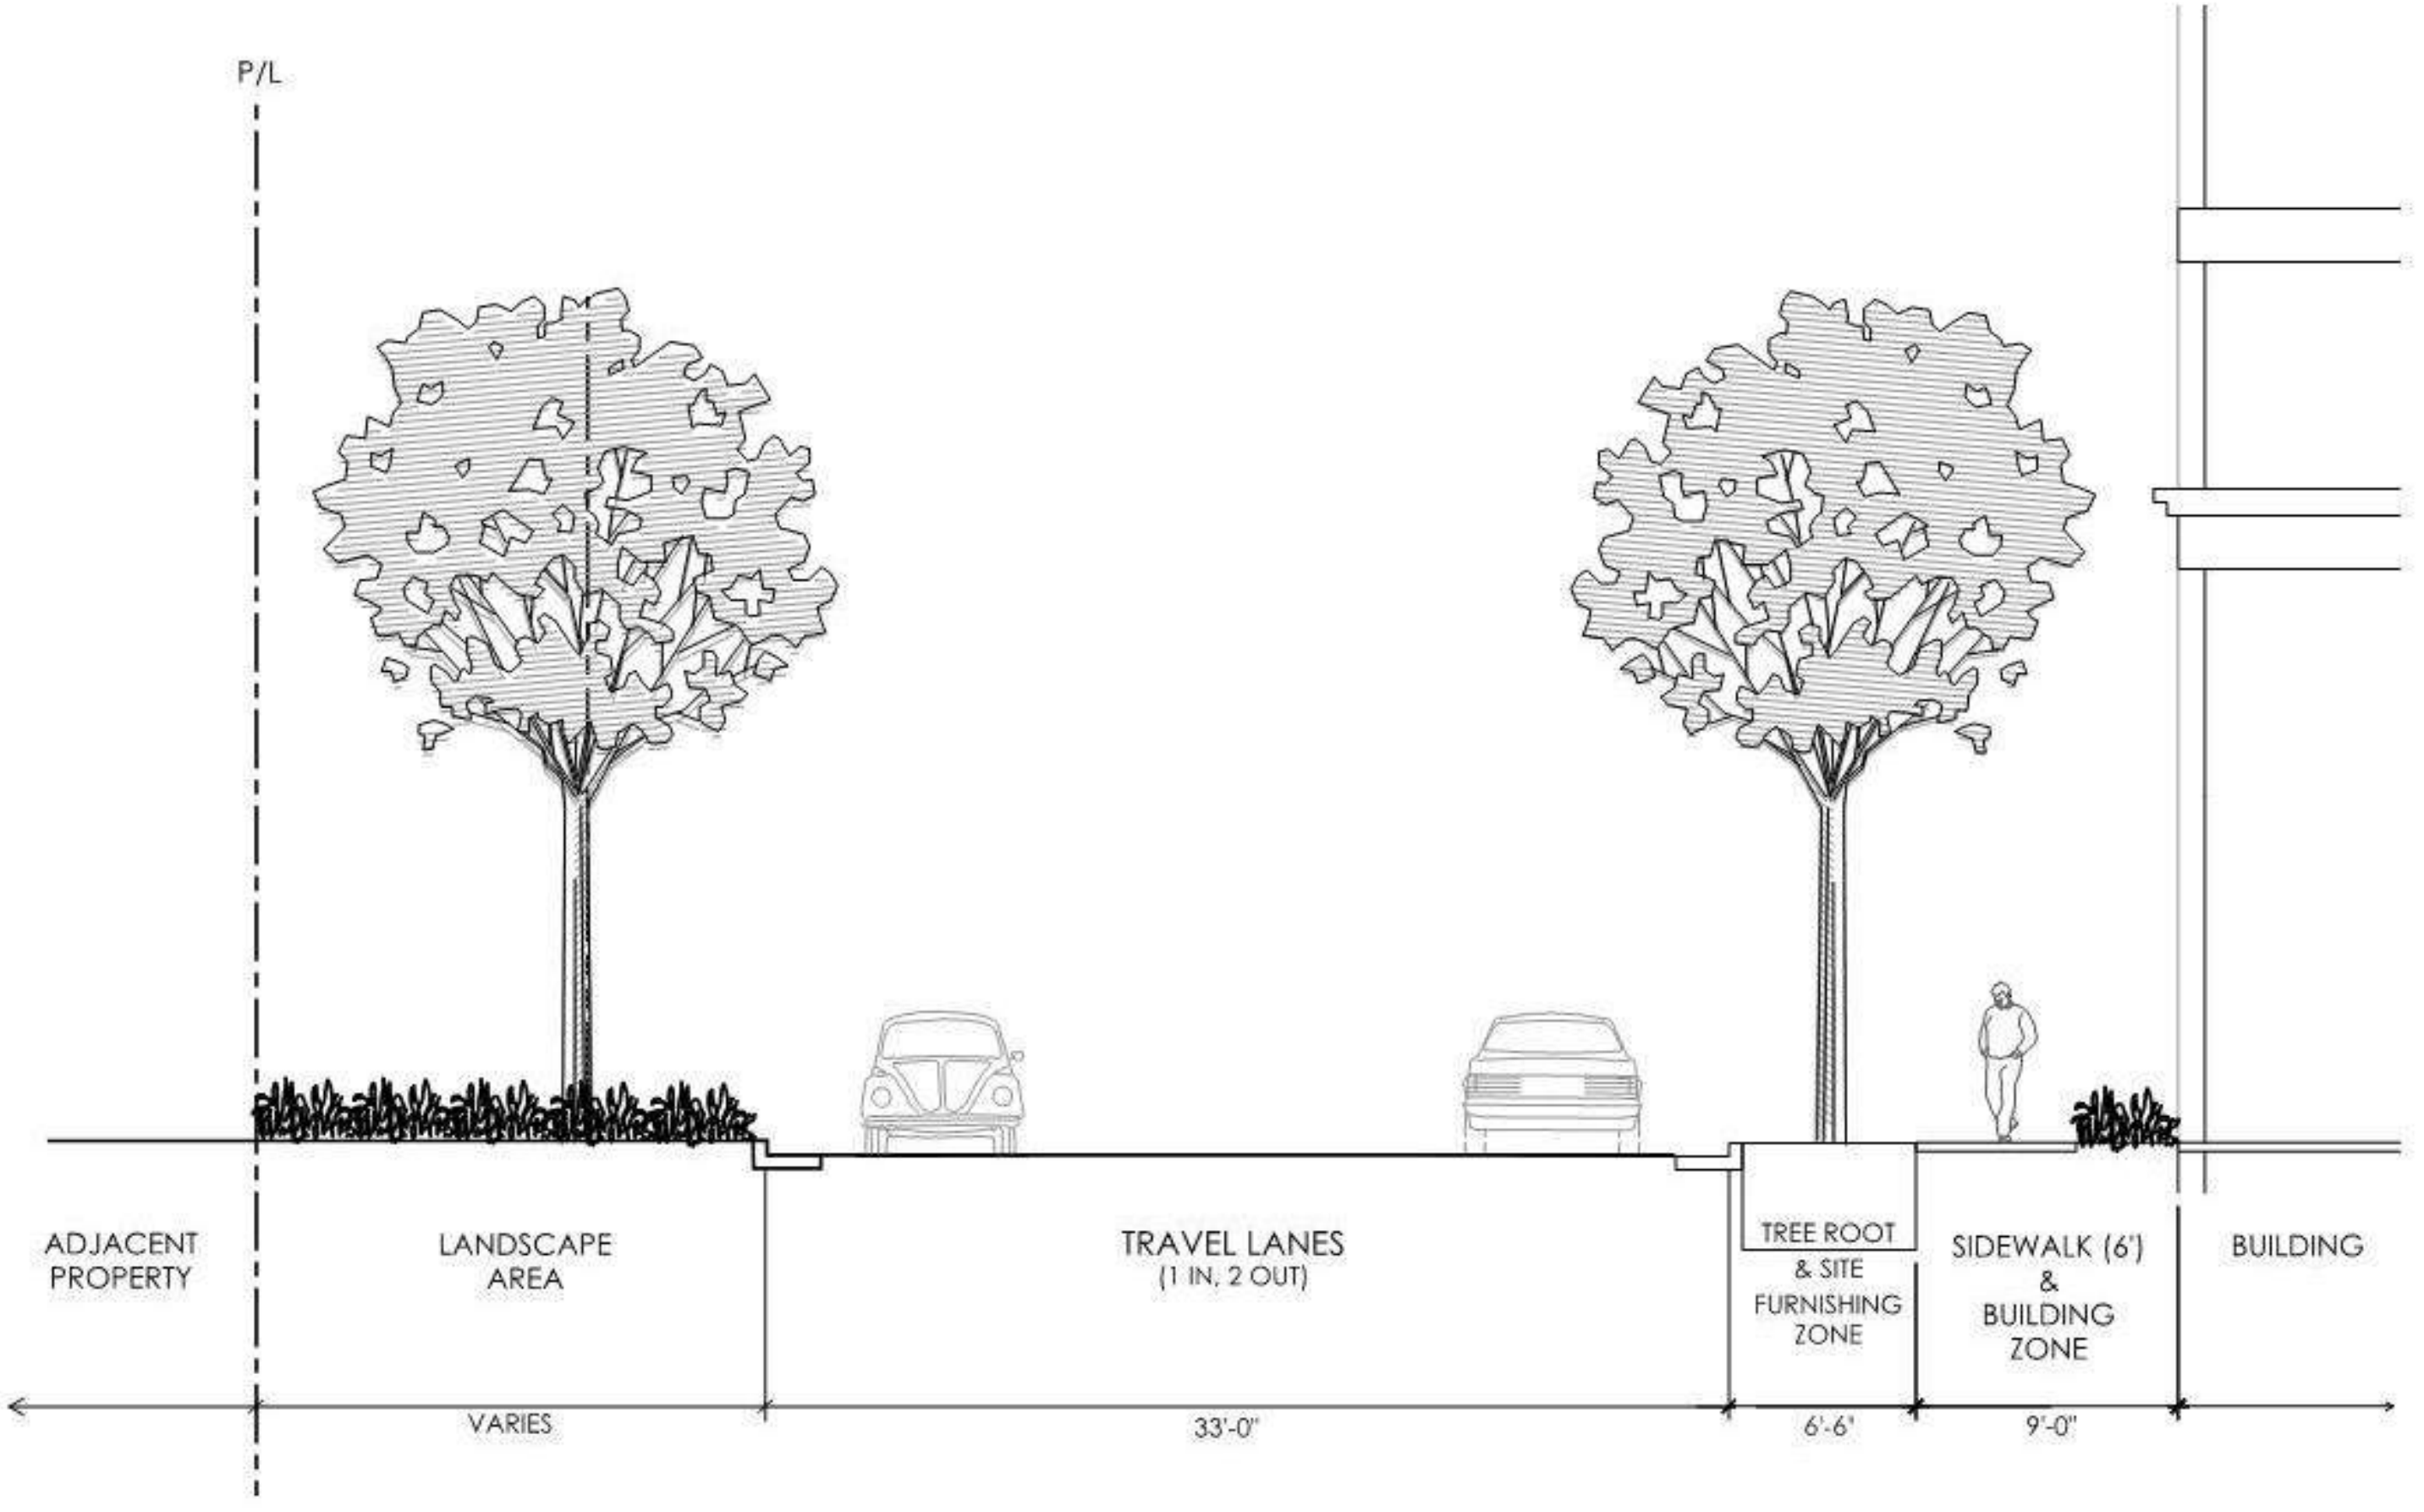 P/L
ADJACENT
PROPERTY
LANDSCAPE
AREA
TRAVEL LANES
(1 IN, 2 OUT)
TREE ROOT
& SITE
FURNISHING
ZONE
SIDEWALK (6')
&
BUILDING
ZONE
BUILDING
VARIES
33'-0"
6'-6"
9'-0"